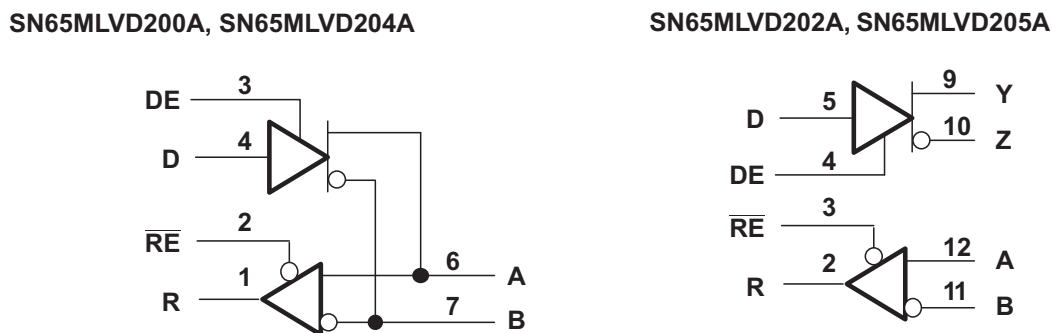 SN65MLVD200A, SN65MLVD204A
DE 3
D 4
RE 2
R 1
6 A
7 B
SN65MLVD202A, SN65MLVD205A
D 5
9 Y
10 Z
DE 4
RE 3
R 2
12 A
11 B